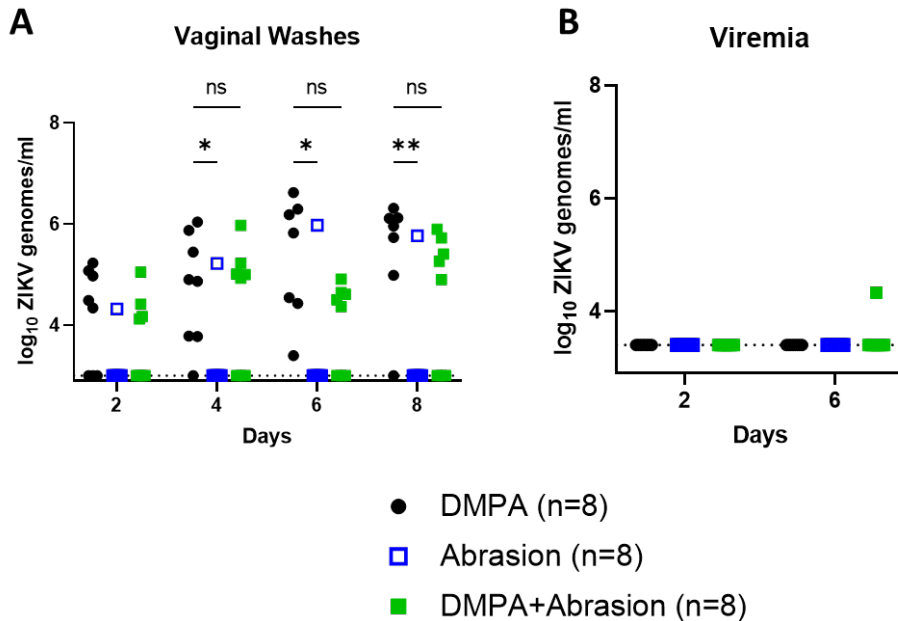 A
Vaginal Washes
ns
ns
ns
*
*
**
8
6
4
log10 ZIKV genomes/ml
2
4
6
8
Days
B
Viremia
8
6
4
log10 ZIKV genomes/ml
2
6
Days
DMPA (n=8)
Abrasion (n=8)
DMPA+Abrasion (n=8)